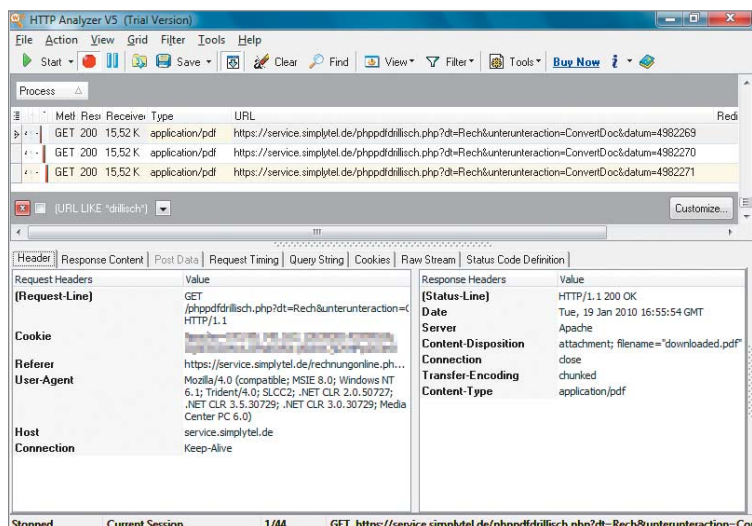 HTTP Analyzer V5 (Trial Version)
File Action View Grid Filter Tools Help
Start Save Clear Find View Filter Tools Buy Now
Process
Meth Resu Receive Type URL Redi
GET 200 15,52 K application/pdf https://service.simplytel.de/phppdfdrillisch.php?dt=Rech&unterunteraction=ConvertDoc&datum=4982269
GET 200 15,52 K application/pdf https://service.simplytel.de/phppdfdrillisch.php?dt=Rech&unterunteraction=ConvertDoc&datum=4982270
GET 200 15,52 K application/pdf https://service.simplytel.de/phppdfdrillisch.php?dt=Rech&unterunteraction=ConvertDoc&datum=4982271
(URL LIKE "drillisch") Customize...
Header Response Content Post Data Request Timing Query String Cookies Raw Stream Status Code Definition
Request Headers Value
(Request-Line) GET
/phppdfdrillisch.php?dt=Rech&unterunteraction=C
HTTP/1.1
Cookie
Referer https://service.simplytel.de/rechnungonline.ph...
User-Agent Mozilla/4.0 (compatible; MSIE 8.0; Windows NT
6.1; Trident/4.0; SLCC2; .NET CLR 2.0.50727;
.NET CLR 3.5.30729; .NET CLR 3.0.30729; Media
Center PC 6.0)
Host service.simplytel.de
Connection Keep-Alive
Response Headers Value
(Status-Line) HTTP/1.1 200 OK
Date Tue, 19 Jan 2010 16:55:54 GMT
Server Apache
Content-Disposition attachment; filename="downloaded.pdf"
Connection close
Transfer-Encoding chunked
Content-Type application/pdf
Stopped Current Session 1/44 GET https://service.simplytel.de/phppdfdrillisch.php?dt=Rech&unterunteraction=Co